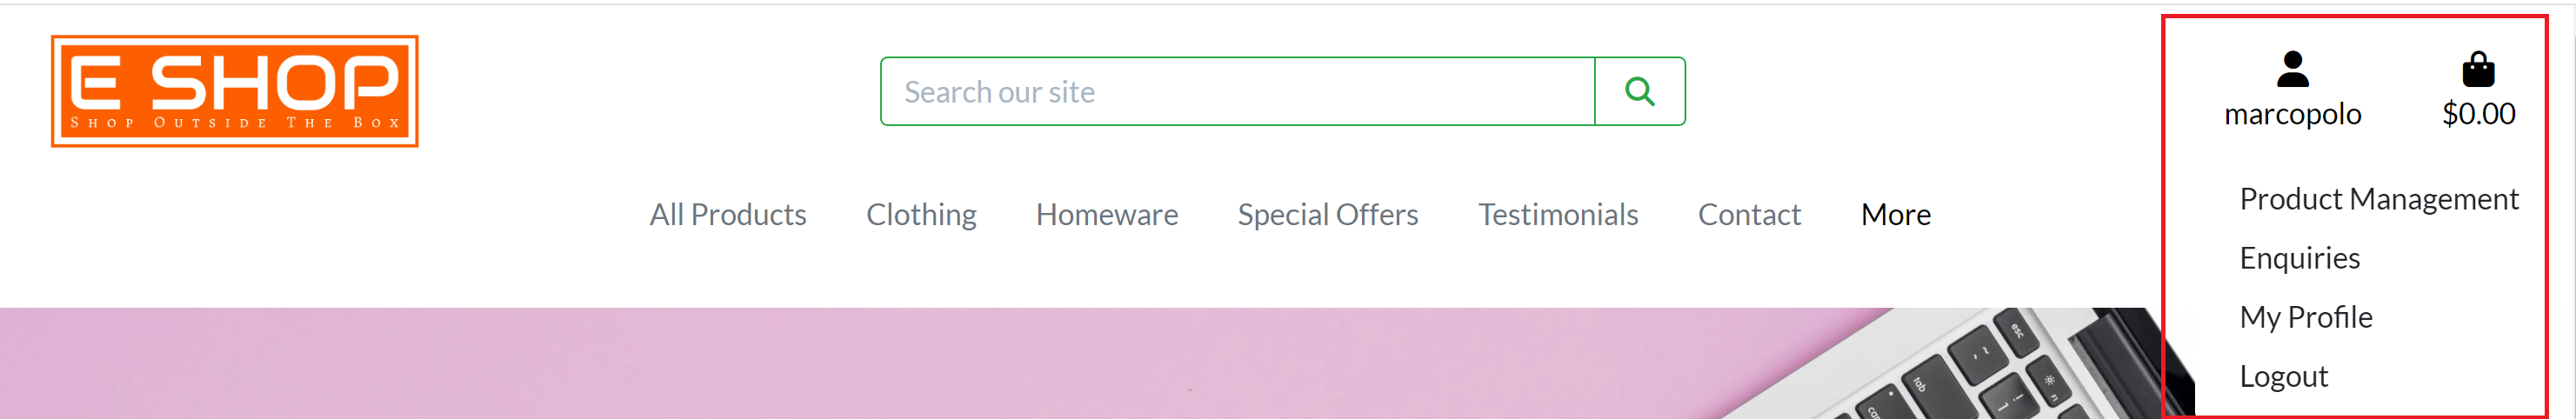 E SHOP
Shop Outside The Box
Search our site
marcopolo
$0.00
All Products
Clothing
Homeware
Special Offers
Testimonials
Contact
More
Product Management
Enquiries
My Profile
Logout
esc
tab